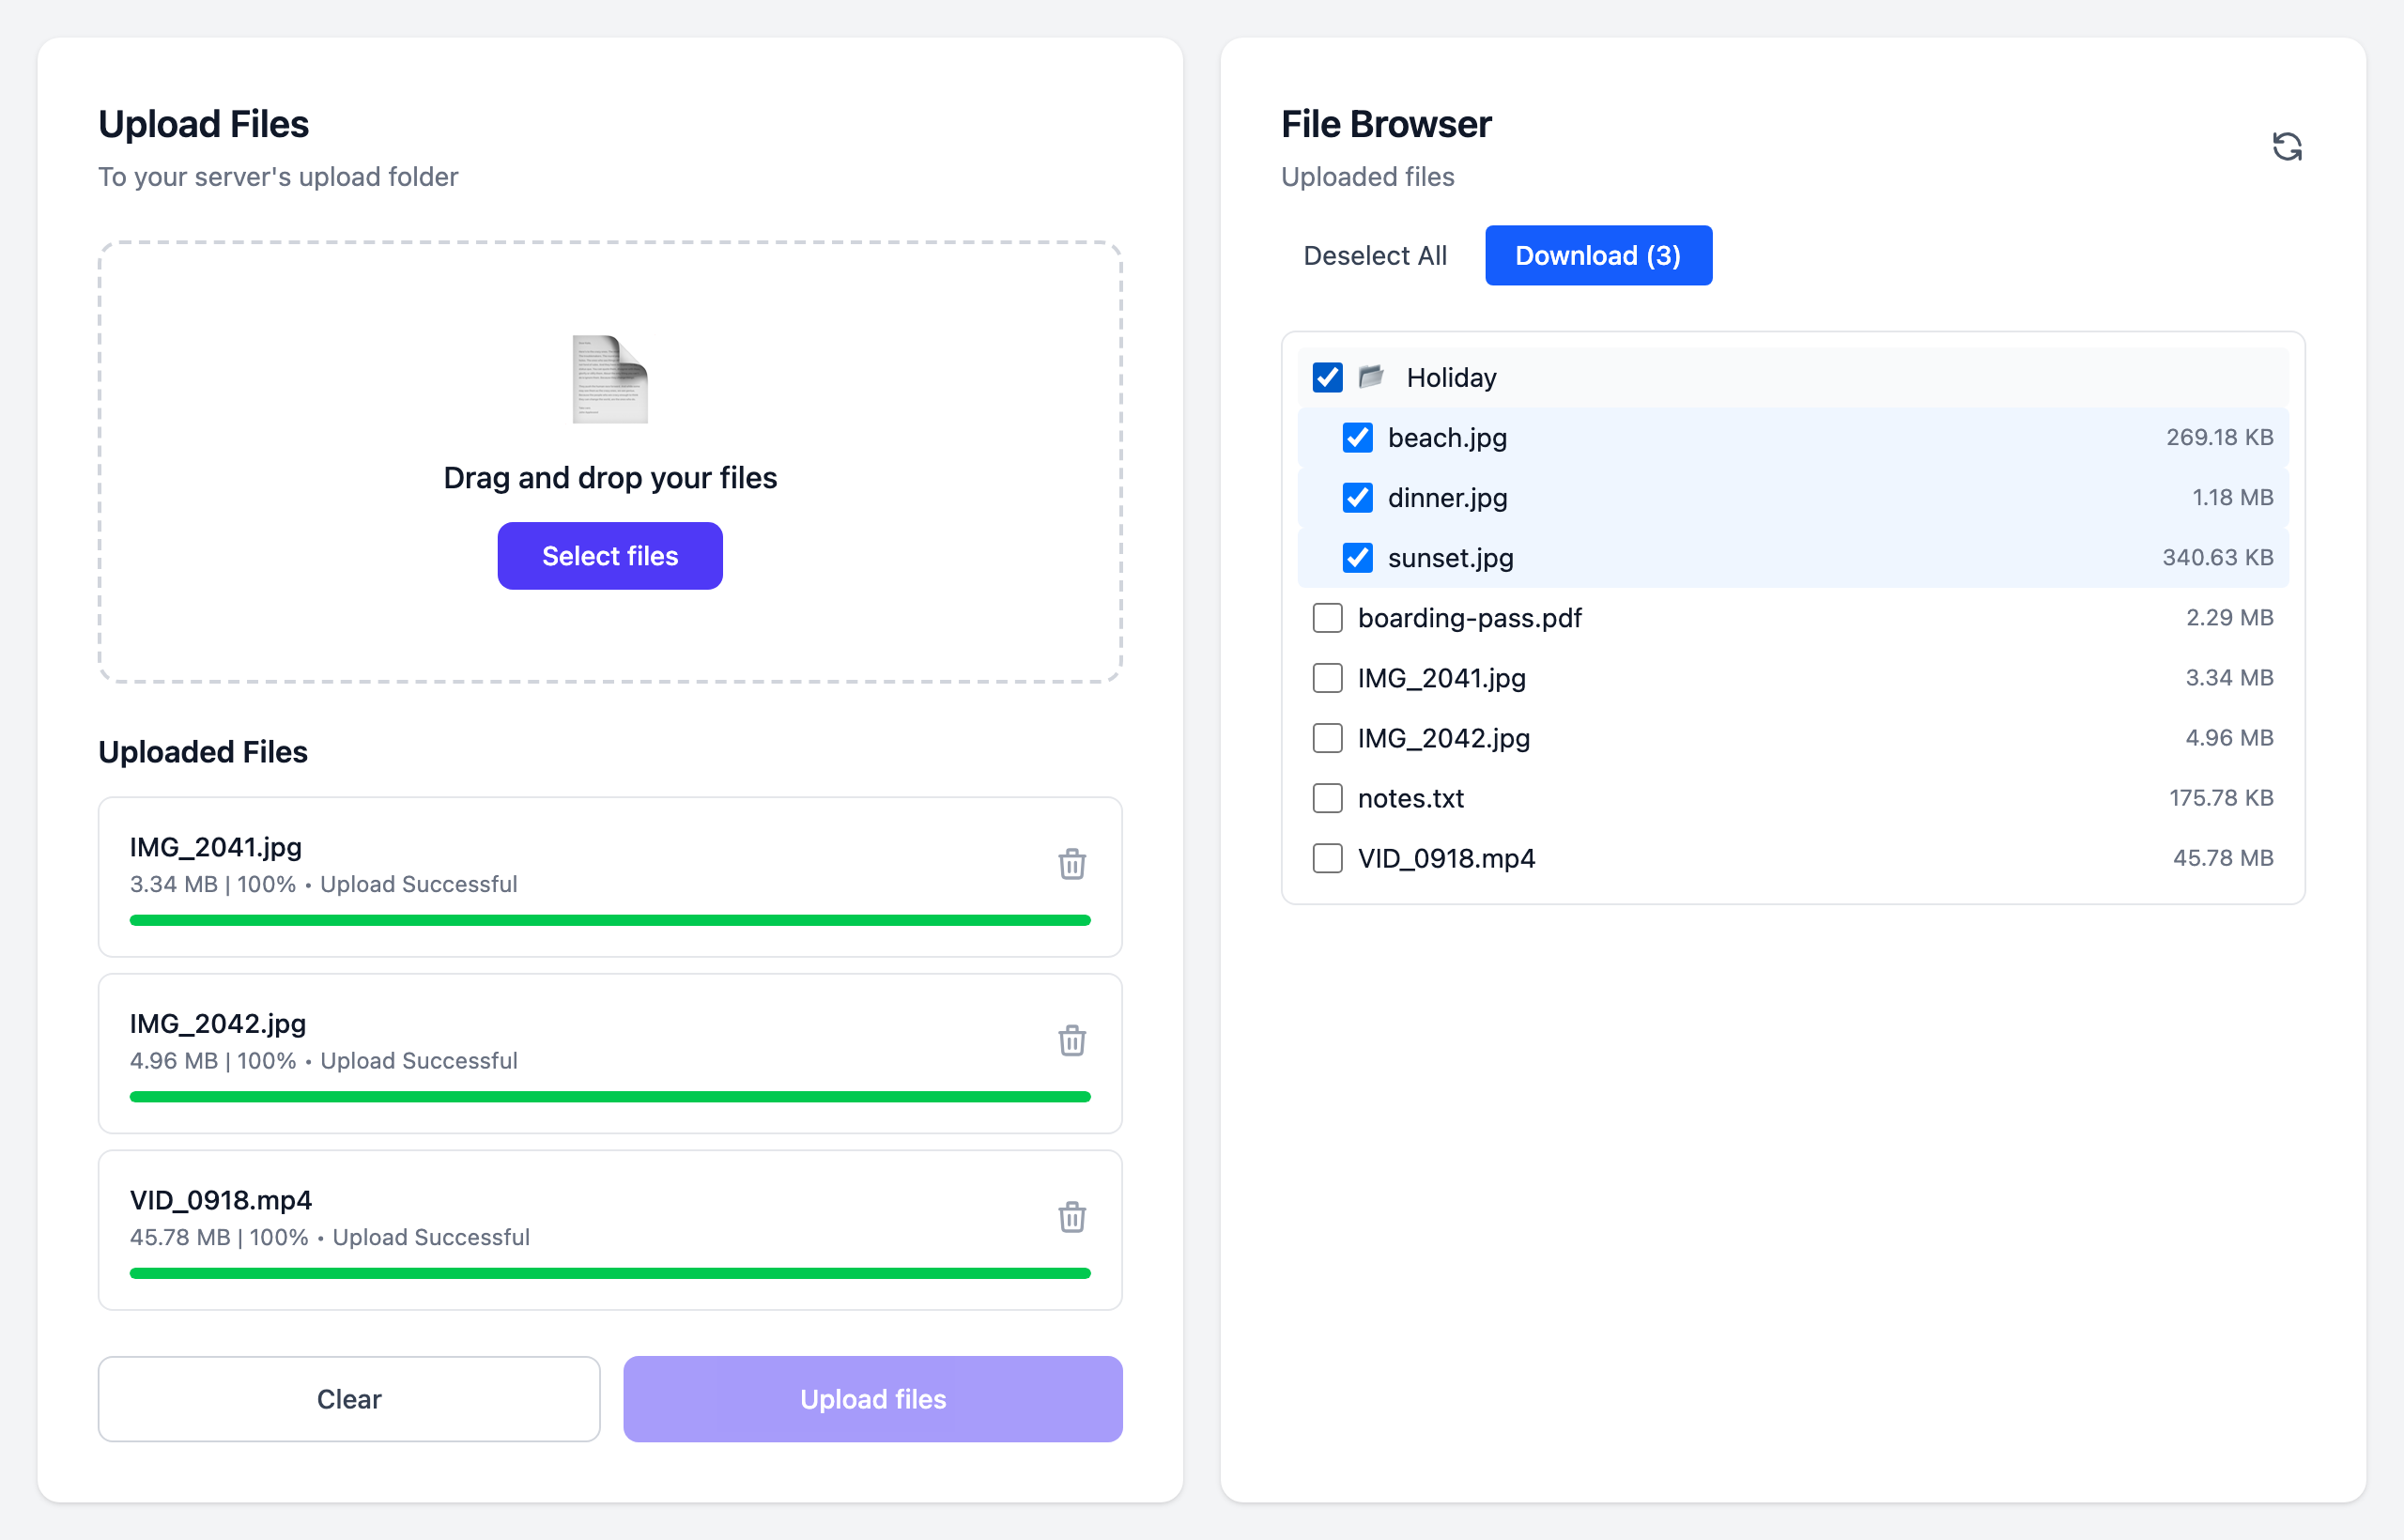 Upload Files
To your server's upload folder
Drag and drop your files
Select files
Uploaded Files
IMG_2041.jpg
3.34 MB | 100% • Upload Successful
IMG_2042.jpg
4.96 MB | 100% • Upload Successful
VID_0918.mp4
45.78 MB | 100% • Upload Successful
Clear
Upload files
File Browser
Uploaded files
Deselect All
Download (3)
Holiday
beach.jpg 269.18 KB
dinner.jpg 1.18 MB
sunset.jpg 340.63 KB
boarding-pass.pdf 2.29 MB
IMG_2041.jpg 3.34 MB
IMG_2042.jpg 4.96 MB
notes.txt 175.78 KB
VID_0918.mp4 45.78 MB